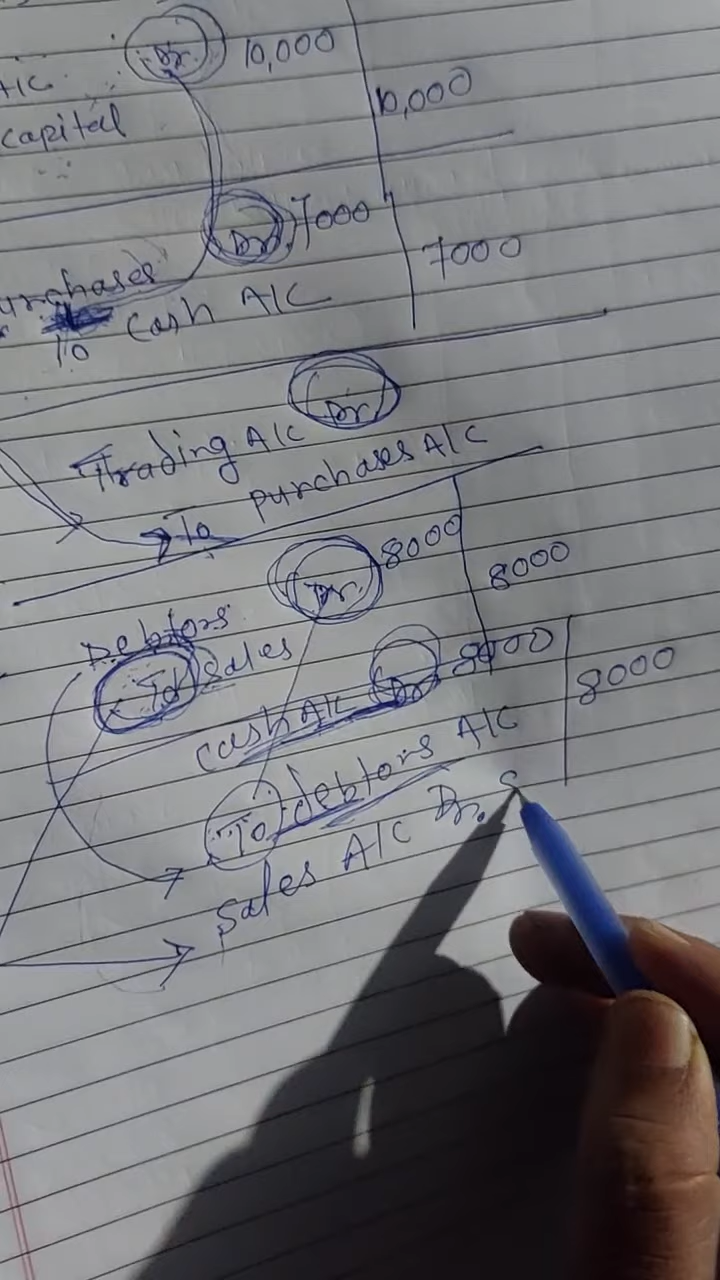 A/C Dr. 10,000
capital 10,000
Dr. 7000
urchases 7000
To Cash A/C
Trading A/C Dr.
To purchases A/C
Debtors Dr. 8000
To sales 8000
cash A/C Dr. 8000
To debtors A/C 8000
sales A/C Dr.